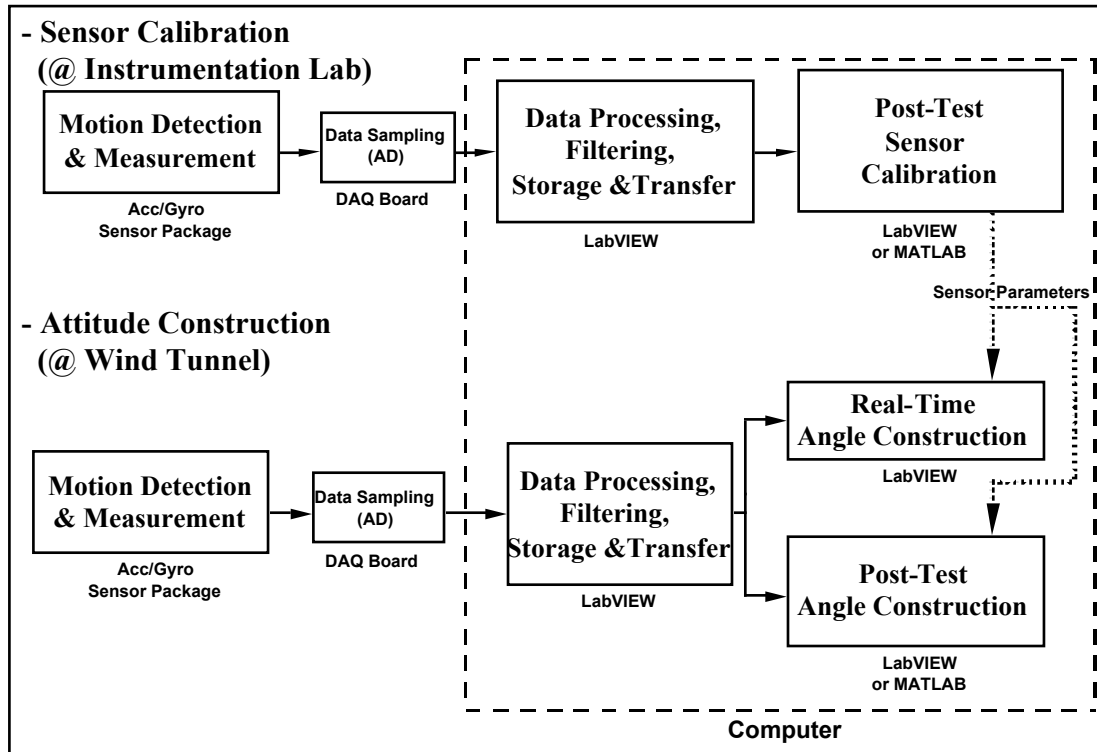 - Sensor Calibration
(@ Instrumentation Lab)
Motion Detection
& Measurement
Acc/Gyro
Sensor Package
Data Sampling
(AD)
DAQ Board
Data Processing,
Filtering,
Storage &Transfer
LabVIEW
Post-Test
Sensor
Calibration
LabVIEW
or MATLAB
Sensor Parameters
- Attitude Construction
(@ Wind Tunnel)
Motion Detection
& Measurement
Acc/Gyro
Sensor Package
Data Sampling
(AD)
DAQ Board
Data Processing,
Filtering,
Storage &Transfer
LabVIEW
Real-Time
Angle Construction
LabVIEW
Post-Test
Angle Construction
LabVIEW
or MATLAB
Computer